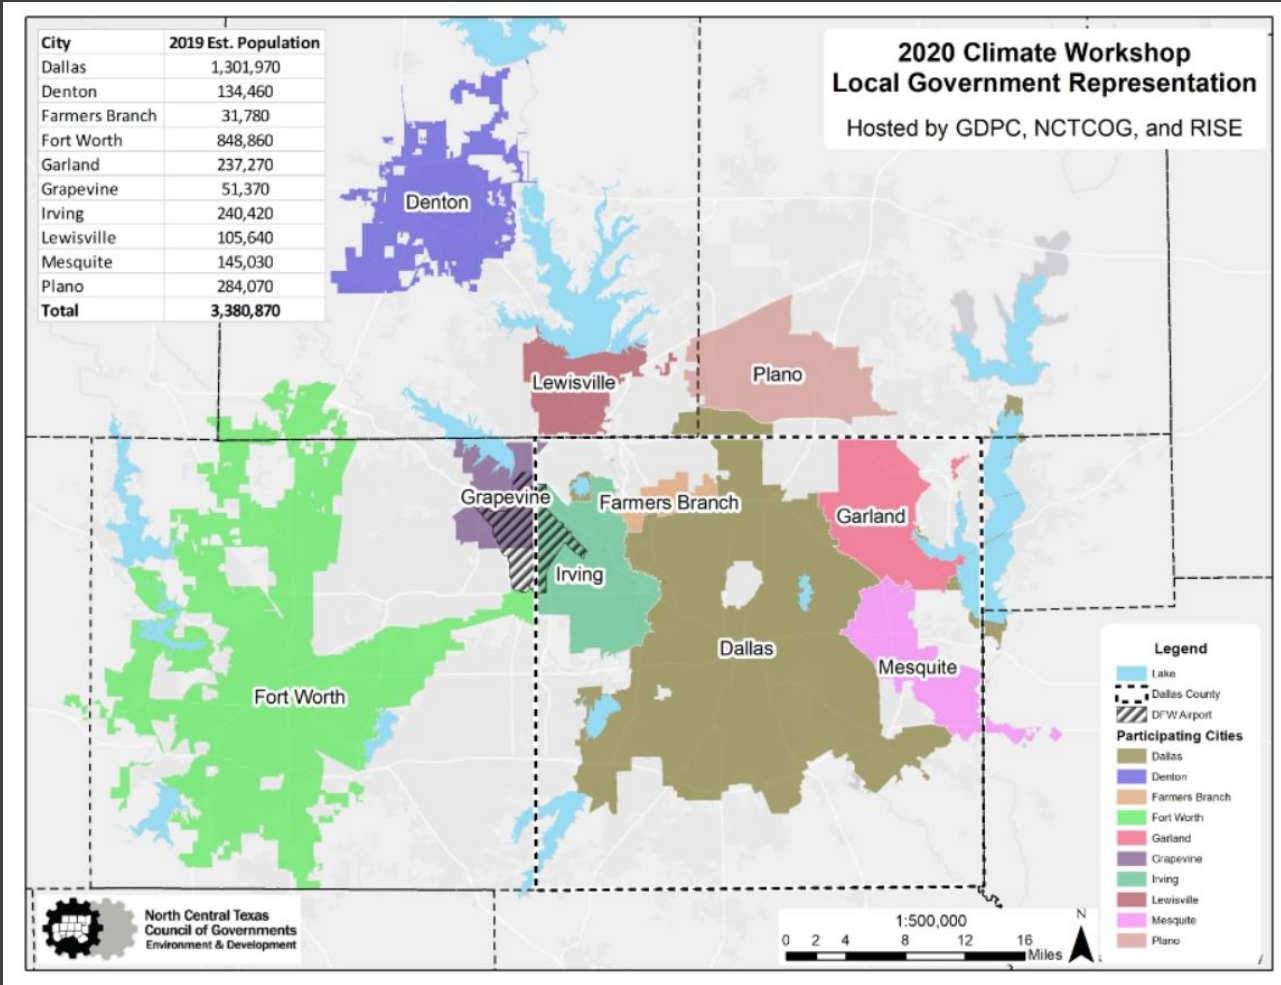 City 2019 Est. Population
Dallas 1,301,970
Denton 134,460
Farmers Branch 31,780
Fort Worth 848,860
Garland 237,270
Grapevine 51,370
Irving 240,420
Lewisville 105,640
Mesquite 145,030
Plano 284,070
Total 3,380,870
2020 Climate Workshop
Local Government Representation
Hosted by GDPC, NCTCOG, and RISE
Denton
Lewisville
Plano
Grapevine
Farmers Branch
Garland
Irving
Dallas
Mesquite
Fort Worth
Legend
Lake
Dallas County
DFW Airport
Participating Cities
Dallas
Denton
Farmers Branch
Fort Worth
Garland
Grapevine
Irving
Lewisville
Mesquite
Plano
North Central Texas
Council of Governments
Environment & Development
1:500,000
0 2 4 8 12 16
Miles
N